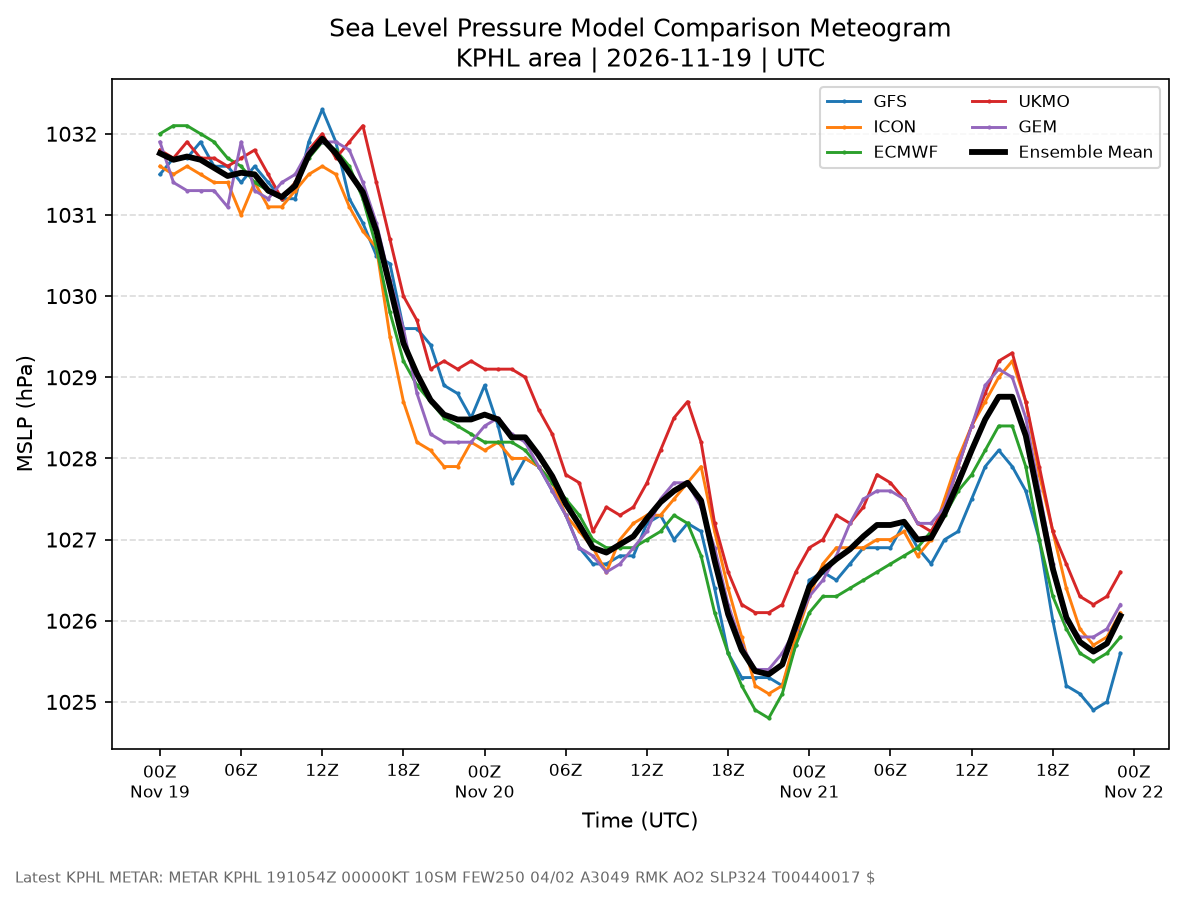 Sea Level Pressure Model Comparison Meteogram
KPHL area | 2026-11-19 | UTC
GFS
ICON
ECMWF
UKMO
GEM
Ensemble Mean
MSLP (hPa)
1032
1031
1030
1029
1028
1027
1026
1025
00Z 06Z 12Z 18Z 00Z 06Z 12Z 18Z 00Z 06Z 12Z 18Z 00Z
Nov 19 Nov 20 Nov 21 Nov 22
Time (UTC)
Latest KPHL METAR: METAR KPHL 191054Z 00000KT 10SM FEW250 04/02 A3049 RMK AO2 SLP324 T00440017 $